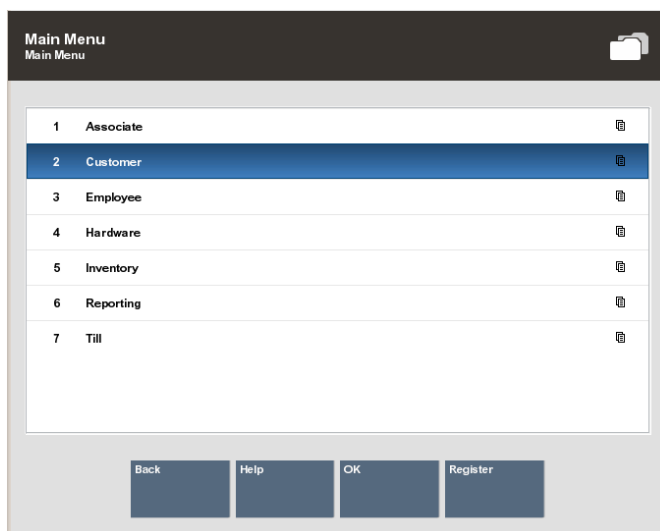 Main Menu
Main Menu
1 Associate
2 Customer
3 Employee
4 Hardware
5 Inventory
6 Reporting
7 Till
Back Help OK Register